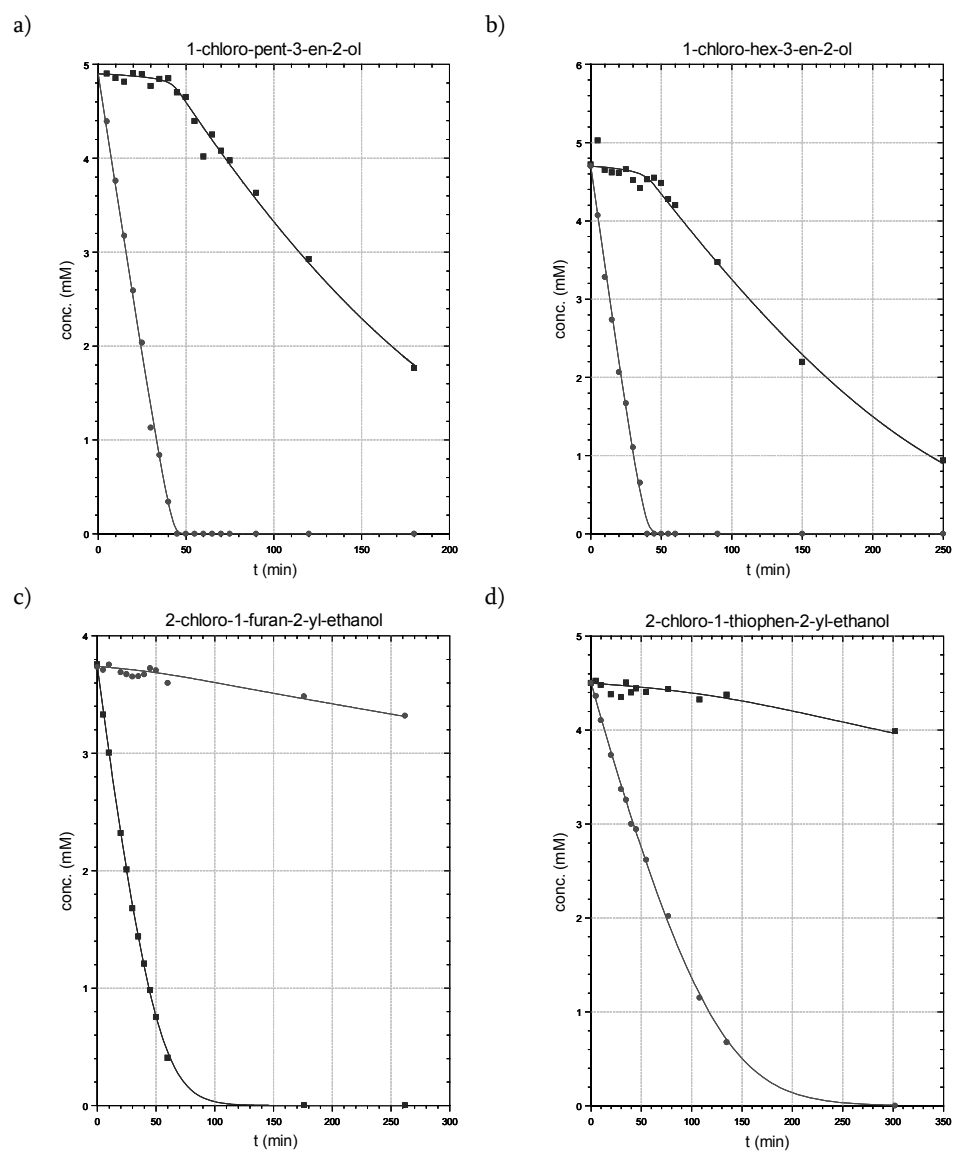 a)
1-chloro-pent-3-en-2-ol
5
4
3
2
1
0
conc. (mM)
0 50 100 150 200
t (min)
b)
1-chloro-hex-3-en-2-ol
6
5
4
3
2
1
0
conc. (mM)
0 50 100 150 200 250
t (min)
c)
2-chloro-1-furan-2-yl-ethanol
4
3
2
1
0
conc. (mM)
0 50 100 150 200 250 300
t (min)
d)
2-chloro-1-thiophen-2-yl-ethanol
5
4
3
2
1
0
conc. (mM)
0 50 100 150 200 250 300 350
t (min)